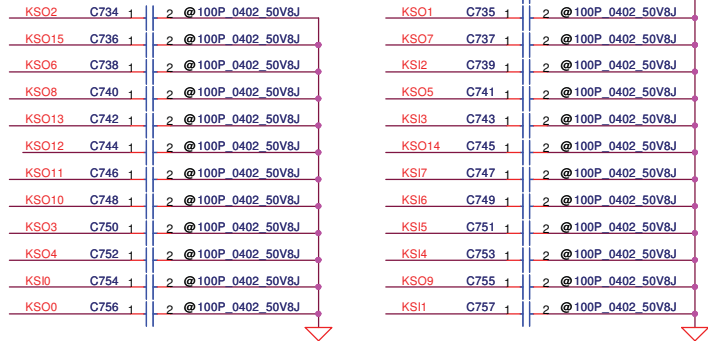 KSO2 C734 1 2 @100P_0402_50V8J KSO1 C735 1 2 @100P_0402_50V8J
KSO15 C736 1 2 @100P_0402_50V8J KSO7 C737 1 2 @100P_0402_50V8J
KSO6 C738 1 2 @100P_0402_50V8J KSI2 C739 1 2 @100P_0402_50V8J
KSO8 C740 1 2 @100P_0402_50V8J KSO5 C741 1 2 @100P_0402_50V8J
KSO13 C742 1 2 @100P_0402_50V8J KSI3 C743 1 2 @100P_0402_50V8J
KSO12 C744 1 2 @100P_0402_50V8J KSO14 C745 1 2 @100P_0402_50V8J
KSO11 C746 1 2 @100P_0402_50V8J KSI7 C747 1 2 @100P_0402_50V8J
KSO10 C748 1 2 @100P_0402_50V8J KSI6 C749 1 2 @100P_0402_50V8J
KSO3 C750 1 2 @100P_0402_50V8J KSI5 C751 1 2 @100P_0402_50V8J
KSO4 C752 1 2 @100P_0402_50V8J KSI4 C753 1 2 @100P_0402_50V8J
KSI0 C754 1 2 @100P_0402_50V8J KSO9 C755 1 2 @100P_0402_50V8J
KSO0 C756 1 2 @100P_0402_50V8J KSI1 C757 1 2 @100P_0402_50V8J